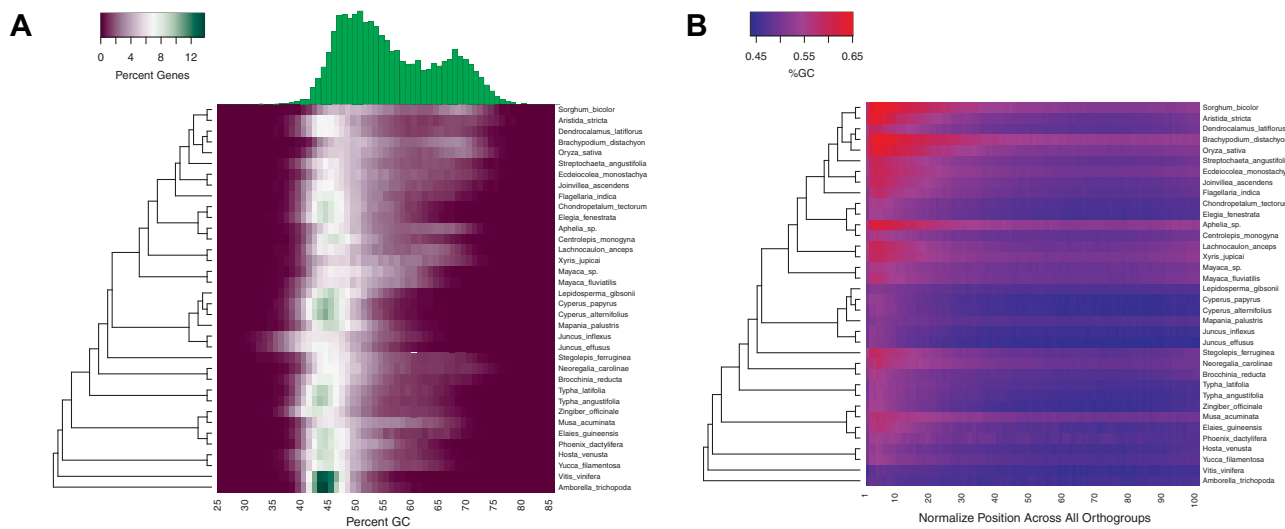 A
0 4 8 12
Percent Genes
Sorghum_bicolor
Aristida_stricta
Dendrocalamus_latiflorus
Brachypodium_distachyon
Oryza_sativa
Streptochaeta_angustifolia
Ecdeiocolea_monostachya
Joinvillea_ascendens
Flagellaria_indica
Chondropetalum_tectorum
Elegia_fenestrata
Aphelia_sp.
Centrolepis_monogyna
Lachnocaulon_anceps
Xyris_jupicai
Mayaca_sp.
Mayaca_fluviatilis
Lepidosperma_gibsonii
Cyperus_papyrus
Cyperus_alternifolius
Mapania_palustris
Juncus_inflexus
Juncus_effusus
Stegolepis_ferruginea
Neoregalia_carolinae
Brocchinia_reducta
Typha_latifolia
Typha_angustifolia
Zingiber_officinale
Musa_acuminata
Elaeis_guineensis
Phoenix_dactylifera
Hosta_venusta
Yucca_filamentosa
Vitis_vinifera
Amborella_trichopoda
25 30 35 40 45 50 55 60 65 70 75 80 85
Percent GC
B
0.45 0.55 0.65
%GC
Sorghum_bicolor
Aristida_stricta
Dendrocalamus_latiflorus
Brachypodium_distachyon
Oryza_sativa
Streptochaeta_angustifolia
Ecdeiocolea_monostachya
Joinvillea_ascendens
Flagellaria_indica
Chondropetalum_tectorum
Elegia_fenestrata
Aphelia_sp.
Centrolepis_monogyna
Lachnocaulon_anceps
Xyris_jupicai
Mayaca_sp.
Mayaca_fluviatilis
Lepidosperma_gibsonii
Cyperus_papyrus
Cyperus_alternifolius
Mapania_palustris
Juncus_inflexus
Juncus_effusus
Stegolepis_ferruginea
Neoregalia_carolinae
Brocchinia_reducta
Typha_latifolia
Typha_angustifolia
Zingiber_officinale
Musa_acuminata
Elaies_guineensis
Phoenix_dactylifera
Hosta_venusta
Yucca_filamentosa
Vitis_vinifera
Amborella_trichopoda
1 10 20 30 40 50 60 70 80 90 100
Normalize Position Across All Orthogroups